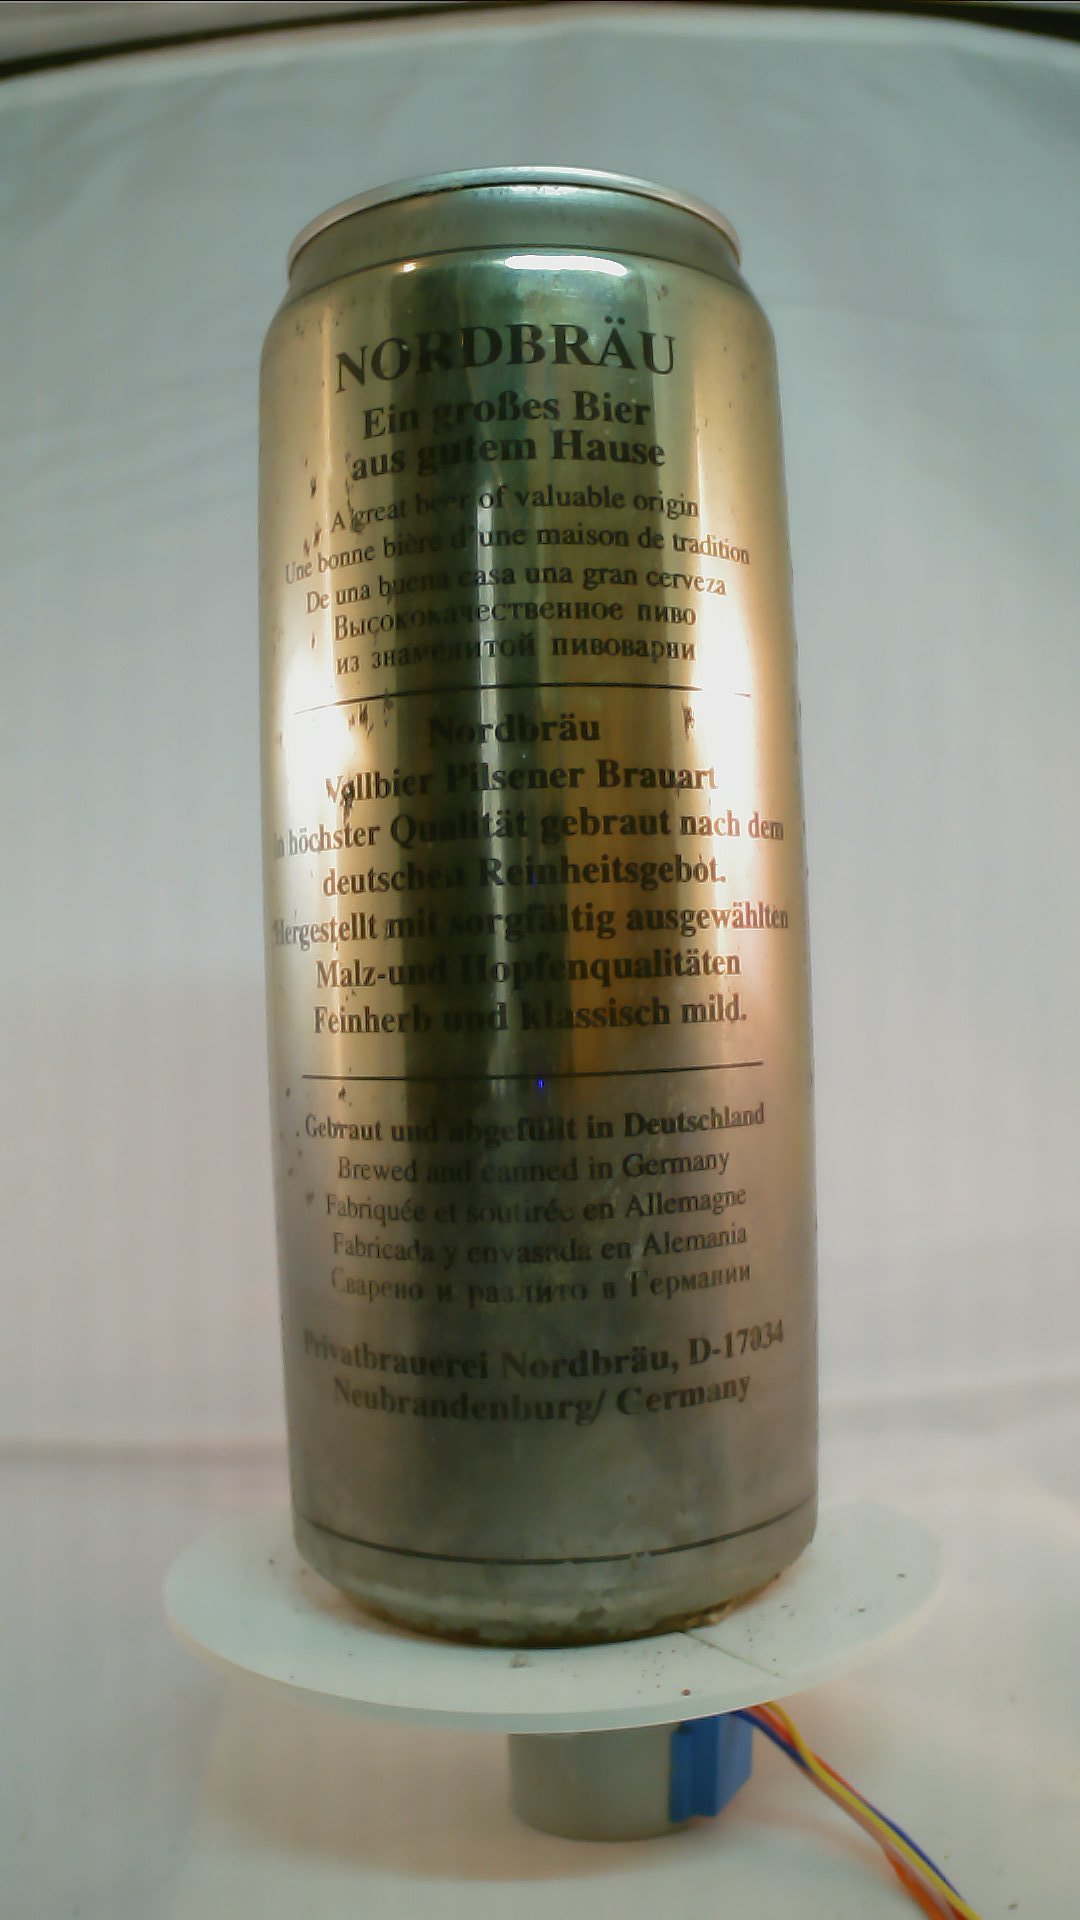 NORDBRÄU
Ein großes Bier
aus gutem Hause
A great beer of valuable origin
Une bonne bière d'une maison de tradition
De una buena casa una gran cerveza
Высококачественное пиво
из знаменитой пивоварни
Nordbräu
Vollbier Pilsener Brauart
in höchster Qualität gebraut nach dem
deutschen Reinheitsgebot.
Hergestellt mit sorgfältig ausgewählten
Malz-und Hopfenqualitäten
Feinherb und klassisch mild.
Gebraut und abgefüllt in Deutschland
Brewed and canned in Germany
Fabriquée et soutirée en Allemagne
Fabricada y envasada en Alemania
Сварено и разлито в Германии
Privatbrauerei Nordbräu, D-17034
Neubrandenburg/ Germany